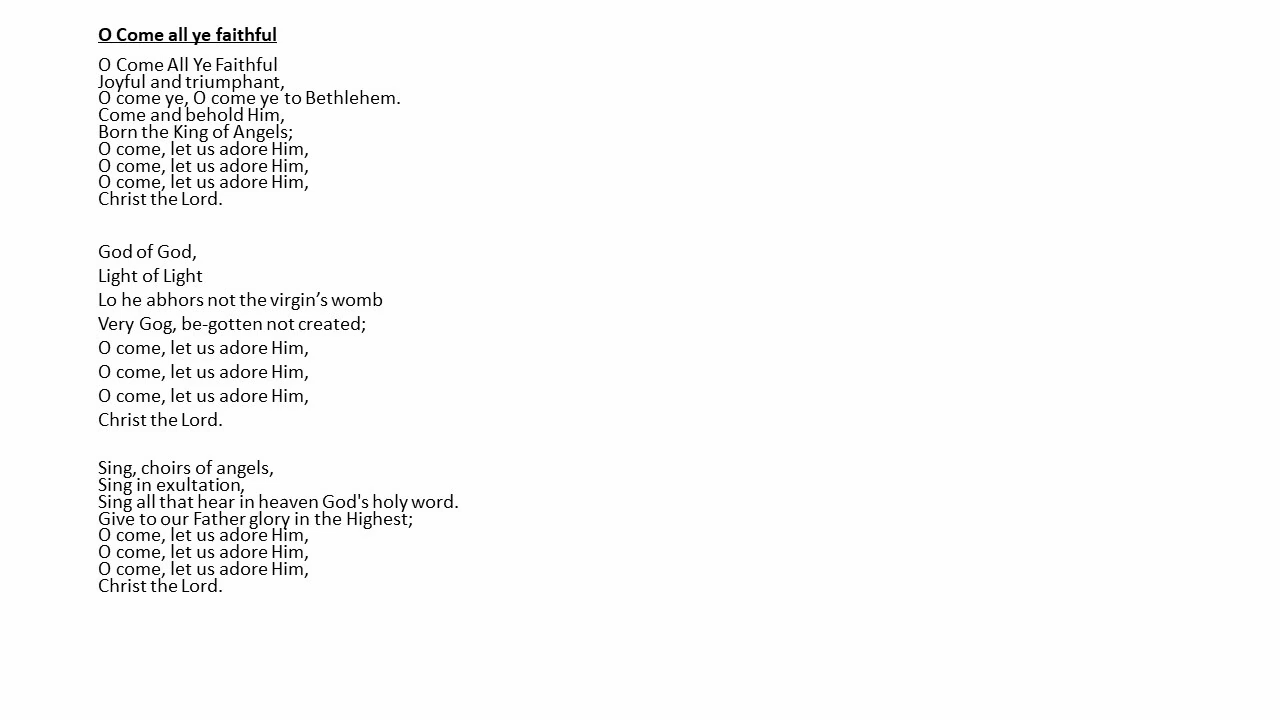 O Come all ye faithful
O Come All Ye Faithful
Joyful and triumphant,
O come ye, O come ye to Bethlehem.
Come and behold Him,
Born the King of Angels;
O come, let us adore Him,
O come, let us adore Him,
O come, let us adore Him,
Christ the Lord.
God of God,
Light of Light
Lo he abhors not the virgin’s womb
Very Gog, be-gotten not created;
O come, let us adore Him,
O come, let us adore Him,
O come, let us adore Him,
Christ the Lord.
Sing, choirs of angels,
Sing in exultation,
Sing all that hear in heaven God's holy word.
Give to our Father glory in the Highest;
O come, let us adore Him,
O come, let us adore Him,
O come, let us adore Him,
Christ the Lord.